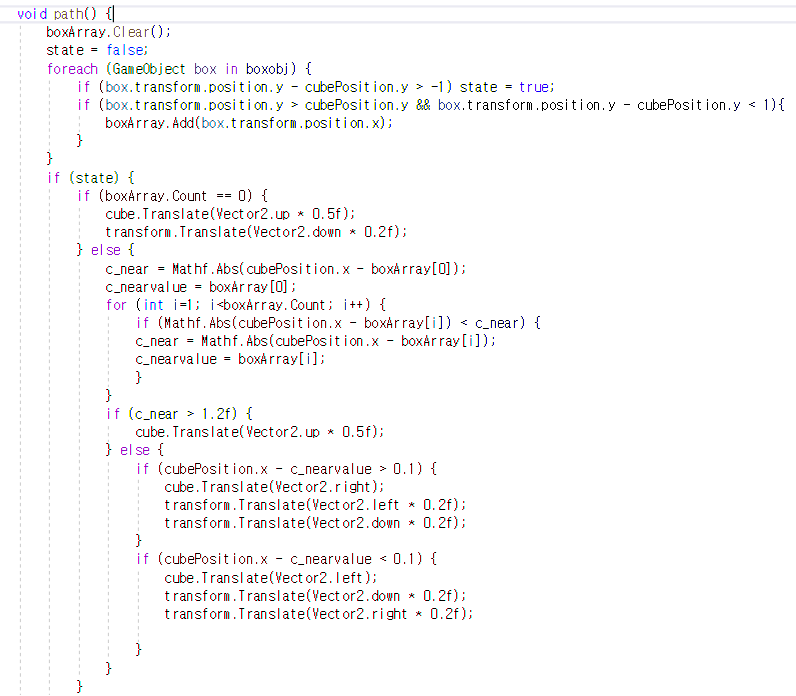 void path() {
boxArray.Clear();
state = false;
foreach (GameObject box in boxobj) {
if (box.transform.position.y - cubePosition.y > -1) state = true;
if (box.transform.position.y > cubePosition.y && box.transform.position.y - cubePosition.y < 1){
boxArray.Add(box.transform.position.x);
}
}
if (state) {
if (boxArray.Count == 0) {
cube.Translate(Vector2.up * 0.5f);
transform.Translate(Vector2.down * 0.2f);
} else {
c_near = Mathf.Abs(cubePosition.x - boxArray[0]);
c_nearvalue = boxArray[0];
for (int i=1; i<boxArray.Count; i++) {
if (Mathf.Abs(cubePosition.x - boxArray[i]) < c_near) {
c_near = Mathf.Abs(cubePosition.x - boxArray[i]);
c_nearvalue = boxArray[i];
}
}
if (c_near > 1.2f) {
cube.Translate(Vector2.up * 0.5f);
} else {
if (cubePosition.x - c_nearvalue > 0.1) {
cube.Translate(Vector2.right);
transform.Translate(Vector2.left * 0.2f);
transform.Translate(Vector2.down * 0.2f);
}
if (cubePosition.x - c_nearvalue < 0.1) {
cube.Translate(Vector2.left);
transform.Translate(Vector2.down * 0.2f);
transform.Translate(Vector2.right * 0.2f);
}
}
}